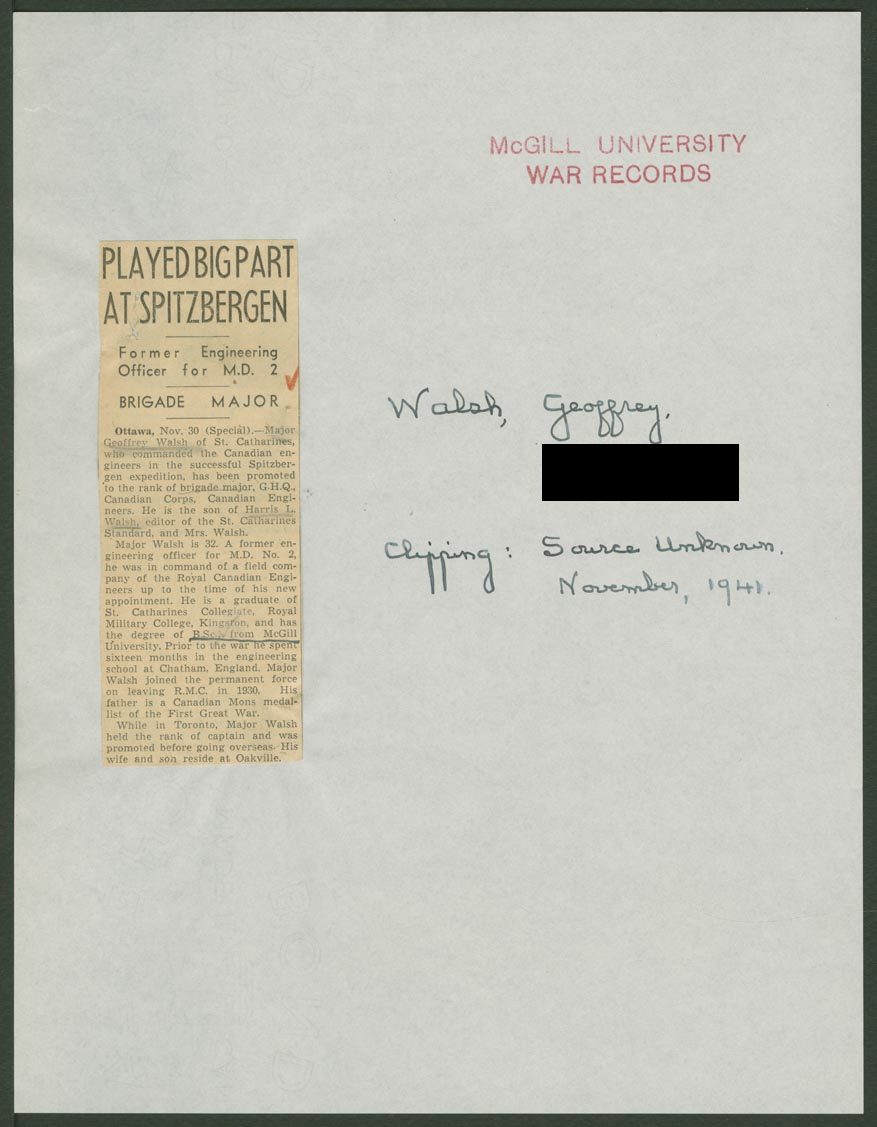 McGILL UNIVERSITY
WAR RECORDS
PLAYED BIG PART
AT SPITZBERGEN
Former Engineering
Officer for M.D. 2
BRIGADE MAJOR
Ottawa, Nov. 30 (Special).—Major
Geoffrey Walsh of St. Catharines,
who commanded the Canadian en-
gineers in the successful Spitzber-
gen expedition, has been promoted
to the rank of brigade major, G.H.Q.,
Canadian Corps, Canadian Engi-
neers. He is the son of Harris L.
Walsh, editor of the St. Catharines
Standard, and Mrs. Walsh.
Major Walsh is 32. A former en-
gineering officer for M.D. No. 2,
he was in command of a field com-
pany of the Royal Canadian Engi-
neers up to the time of his new
appointment. He is a graduate of
St. Catharines Collegiate, Royal
Military College, Kingston, and has
the degree of B.Sc. from McGill
University. Prior to the war he spent
sixteen months in the engineering
school at Chatham, England. Major
Walsh joined the permanent force
on leaving R.M.C. in 1930. His
father is a Canadian Mons medal-
list of the First Great War.
While in Toronto, Major Walsh
held the rank of captain and was
promoted before going overseas. His
wife and son reside at Oakville.
Walsh, Geoffrey.
Clipping: Source Unknown.
November, 1941.